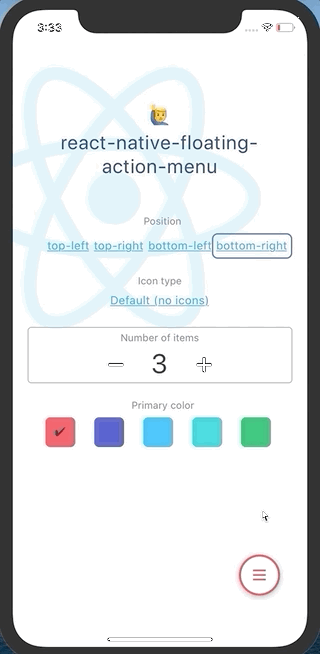 3:33
react-native-floating-
action-menu
Position
top-left top-right bottom-left bottom-right
Icon type
Default (no icons)
Number of items
3
Primary color